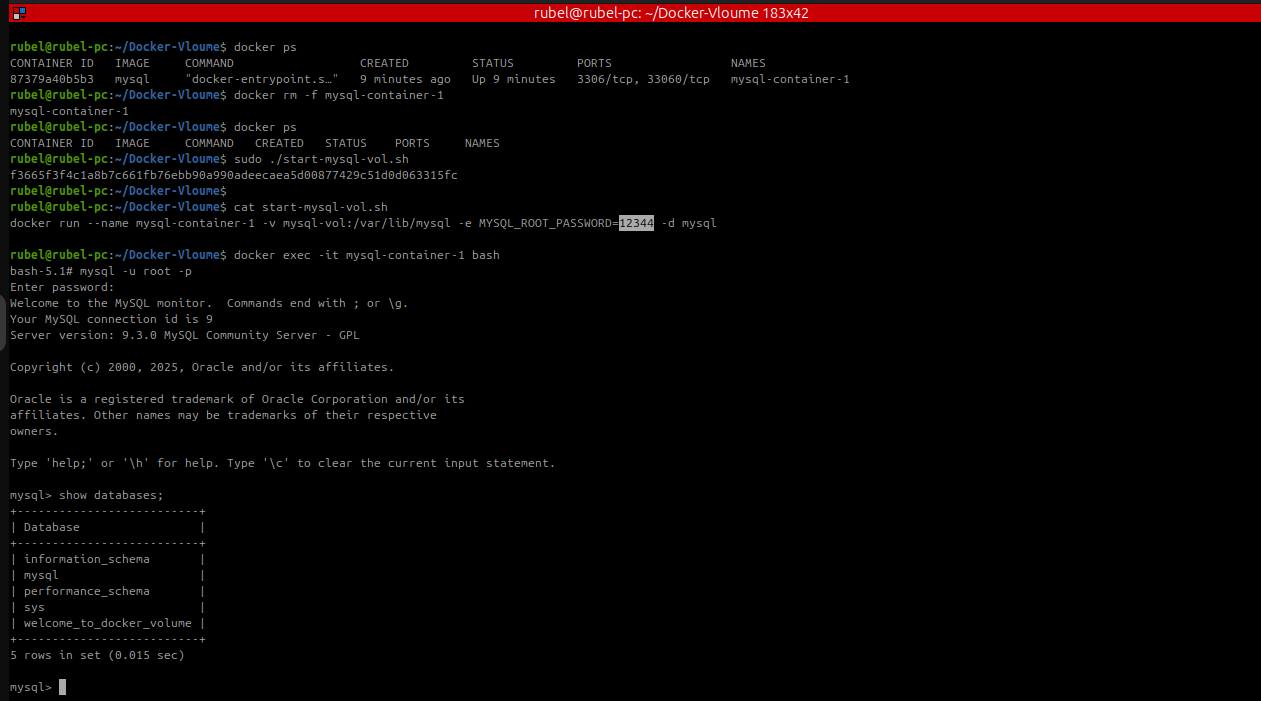 rubel@rubel-pc: ~/Docker-Vloume 183x42
rubel@rubel-pc:~/Docker-Vloume$ docker ps
CONTAINER ID   IMAGE     COMMAND                  CREATED         STATUS         PORTS                 NAMES
87379a40b5b3   mysql     "docker-entrypoint.s…"   9 minutes ago   Up 9 minutes   3306/tcp, 33060/tcp   mysql-container-1
rubel@rubel-pc:~/Docker-Vloume$ docker rm -f mysql-container-1
mysql-container-1
rubel@rubel-pc:~/Docker-Vloume$ docker ps
CONTAINER ID   IMAGE     COMMAND   CREATED   STATUS    PORTS     NAMES
rubel@rubel-pc:~/Docker-Vloume$ sudo ./start-mysql-vol.sh
f3665f3f4c1a8b7c661fb76ebb90a990adeecaea5d00877429c51d0d063315fc
rubel@rubel-pc:~/Docker-Vloume$
rubel@rubel-pc:~/Docker-Vloume$ cat start-mysql-vol.sh
docker run --name mysql-container-1 -v mysql-vol:/var/lib/mysql -e MYSQL_ROOT_PASSWORD=12344 -d mysql
rubel@rubel-pc:~/Docker-Vloume$ docker exec -it mysql-container-1 bash
bash-5.1# mysql -u root -p
Enter password:
Welcome to the MySQL monitor.  Commands end with ; or \g.
Your MySQL connection id is 9
Server version: 9.3.0 MySQL Community Server - GPL
Copyright (c) 2000, 2025, Oracle and/or its affiliates.
Oracle is a registered trademark of Oracle Corporation and/or its
affiliates. Other names may be trademarks of their respective
owners.
Type 'help;' or '\h' for help. Type '\c' to clear the current input statement.
mysql> show databases;
+--------------------------+
| Database                 |
+--------------------------+
| information_schema       |
| mysql                    |
| performance_schema       |
| sys                      |
| welcome_to_docker_volume |
+--------------------------+
5 rows in set (0.015 sec)
mysql>